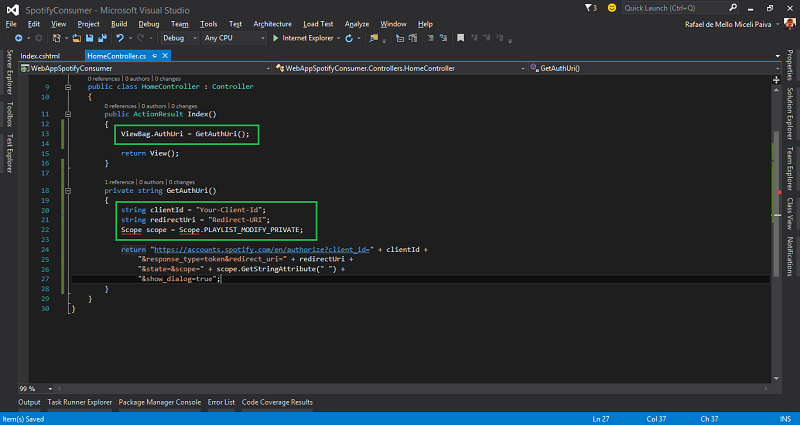 SpotifyConsumer - Microsoft Visual Studio
3
Quick Launch (Ctrl+Q)
File Edit View Project Build Debug Team Tools Test Architecture Load Test Analyze Window Help
Rafael de Mello Miceli Paiva
Debug Any CPU Internet Explorer
Index.cshtml HomeController.cs
WebAppSpotifyConsumer WebAppSpotifyConsumer.Controllers.HomeController GetAuthUri()
Server Explorer
Toolbox
Test Explorer
0 references | 0 authors | 0 changes
9 public class HomeController : Controller
10 {
0 references | 0 authors | 0 changes
11 public ActionResult Index()
12 {
13 ViewBag.AuthUri = GetAuthUri();
14
15 return View();
16 }
17
1 reference | 0 authors | 0 changes
18 private string GetAuthUri()
19 {
20 string clientId = "Your-Client-Id";
21 string redirectUri = "Redirect-URI";
22 Scope scope = Scope.PLAYLIST_MODIFY_PRIVATE;
23
24 return "https://accounts.spotify.com/en/authorize?client_id=" + clientId +
25 "&response_type=token&redirect_uri=" + redirectUri +
26 "&state=&scope=" + scope.GetStringAttribute(" ") +
27 "&show_dialog=true";
28 }
29 }
30 }
Properties
Solution Explorer
Team Explorer
Class View
Notifications
99 %
Output Task Runner Explorer Package Manager Console Error List Code Coverage Results
Item(s) Saved Ln 27 Col 37 Ch 37 INS